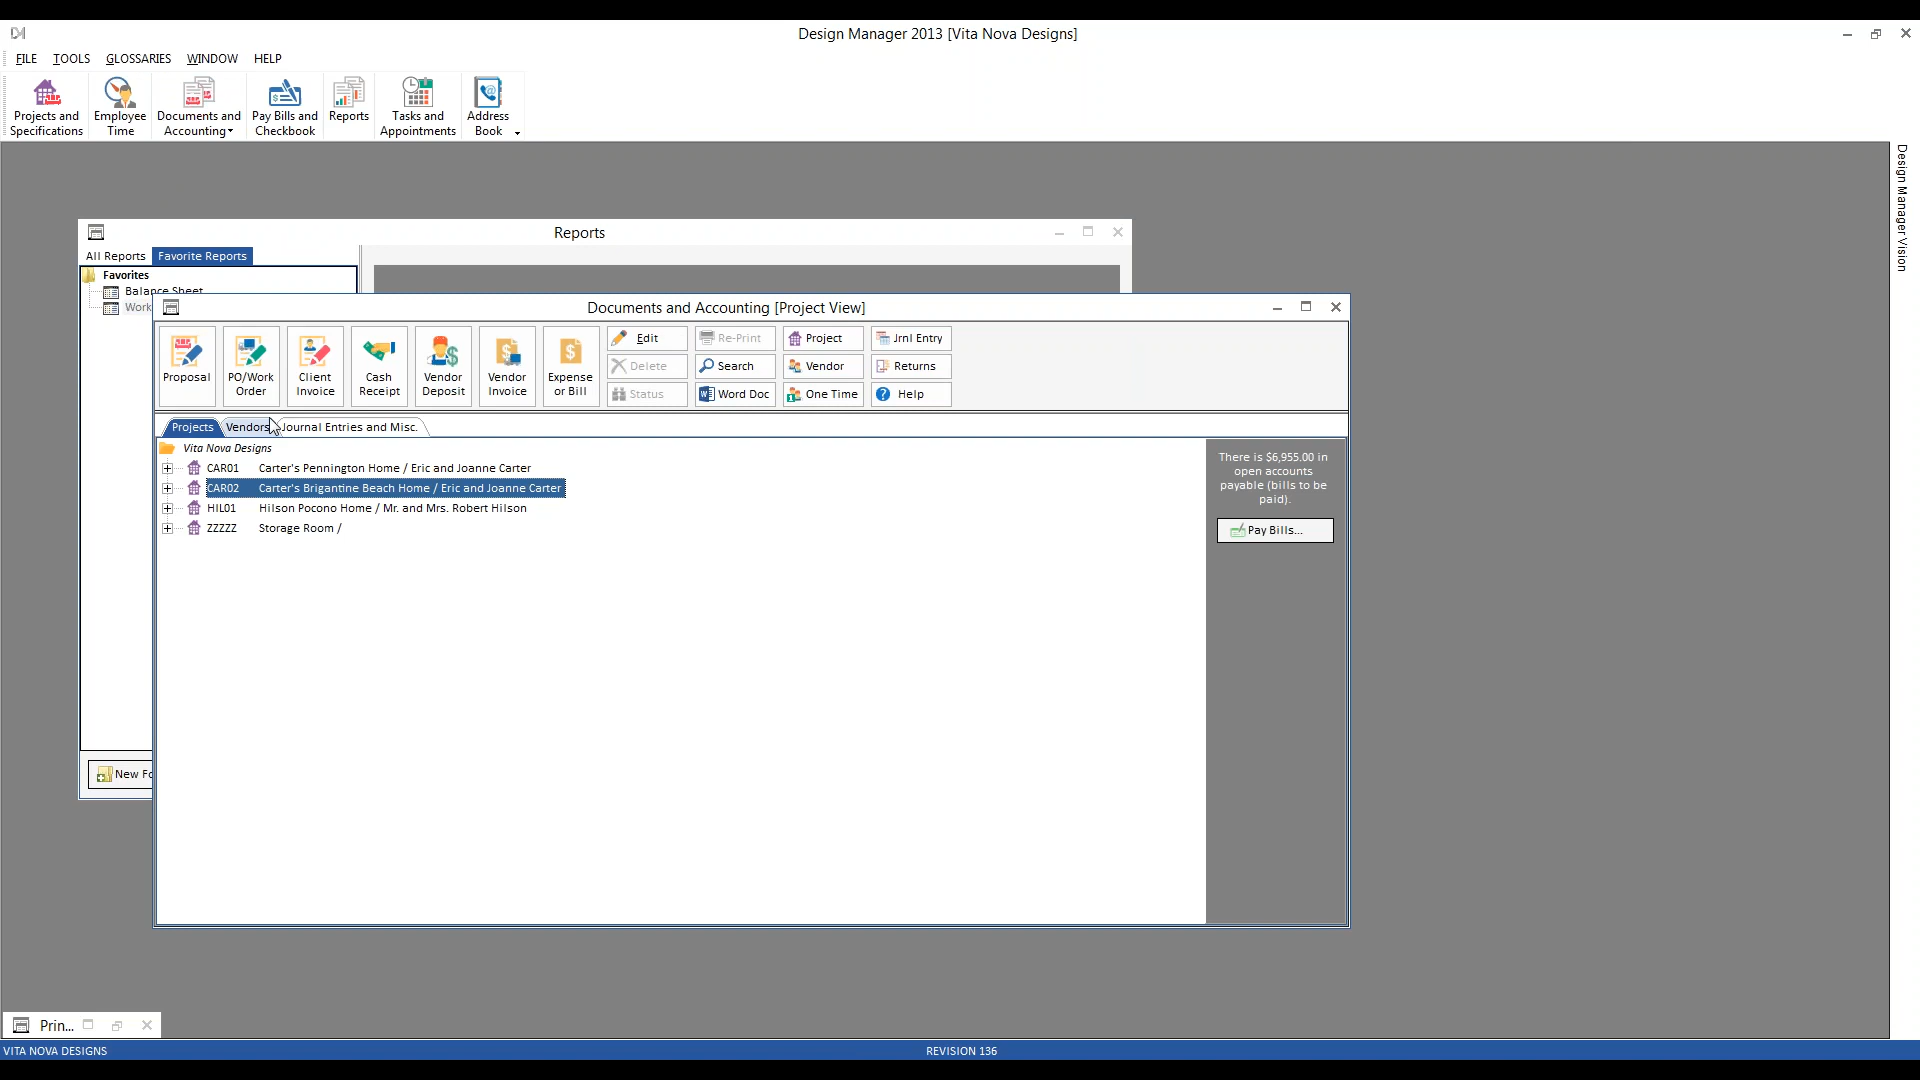 Design Manager 2013 [Vita Nova Designs]
FILE TOOLS GLOSSARIES WINDOW HELP
Projects and
Specifications
Employee
Time
Documents and
Accounting
Pay Bills and
Checkbook
Reports
Tasks and
Appointments
Address
Book
Design Manager Vision
Reports
All Reports Favorite Reports
Favorites
Balance Sheet
Work
New Fo
Documents and Accounting [Project View]
Proposal
PO/Work
Order
Client
Invoice
Cash
Receipt
Vendor
Deposit
Vendor
Invoice
Expense
or Bill
Edit Re-Print Project Jrnl Entry
Delete Search Vendor Returns
Status Word Doc One Time Help
Projects Vendors Journal Entries and Misc.
Vita Nova Designs
CAR01 Carter's Pennington Home / Eric and Joanne Carter
CAR02 Carter's Brigantine Beach Home / Eric and Joanne Carter
HIL01 Hilson Pocono Home / Mr. and Mrs. Robert Hilson
ZZZZZ Storage Room /
There is $6,955.00 in
open accounts
payable (bills to be
paid).
Pay Bills...
Prin...
VITA NOVA DESIGNS REVISION 136